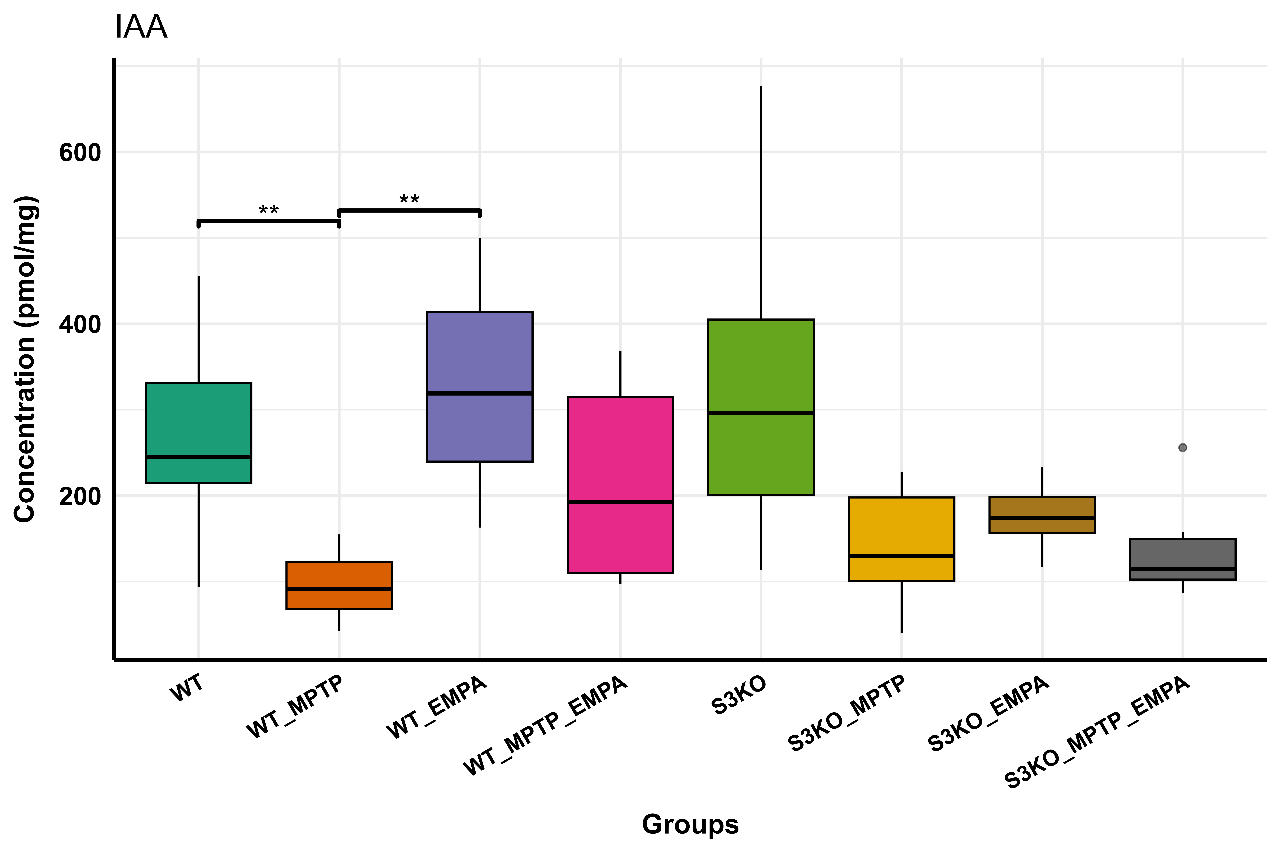 IAA
Concentration (pmol/mg)
600
400
200
**
**
WT
WT_MPTP
WT_EMPA
WT_MPTP_EMPA
S3KO
S3KO_MPTP
S3KO_EMPA
S3KO_MPTP_EMPA
Groups